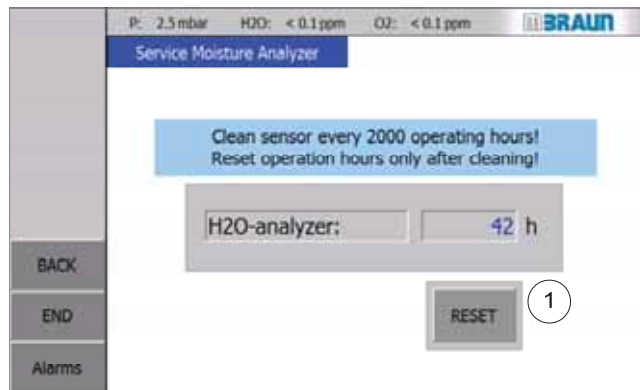 P: 2.5 mbar H2O: < 0.1 ppm O2: < 0.1 ppm MBRAUN
Service Moisture Analyzer
Clean sensor every 2000 operating hours!
Reset operation hours only after cleaning!
H2O-analyzer: 42 h
BACK
RESET 1
END
Alarms